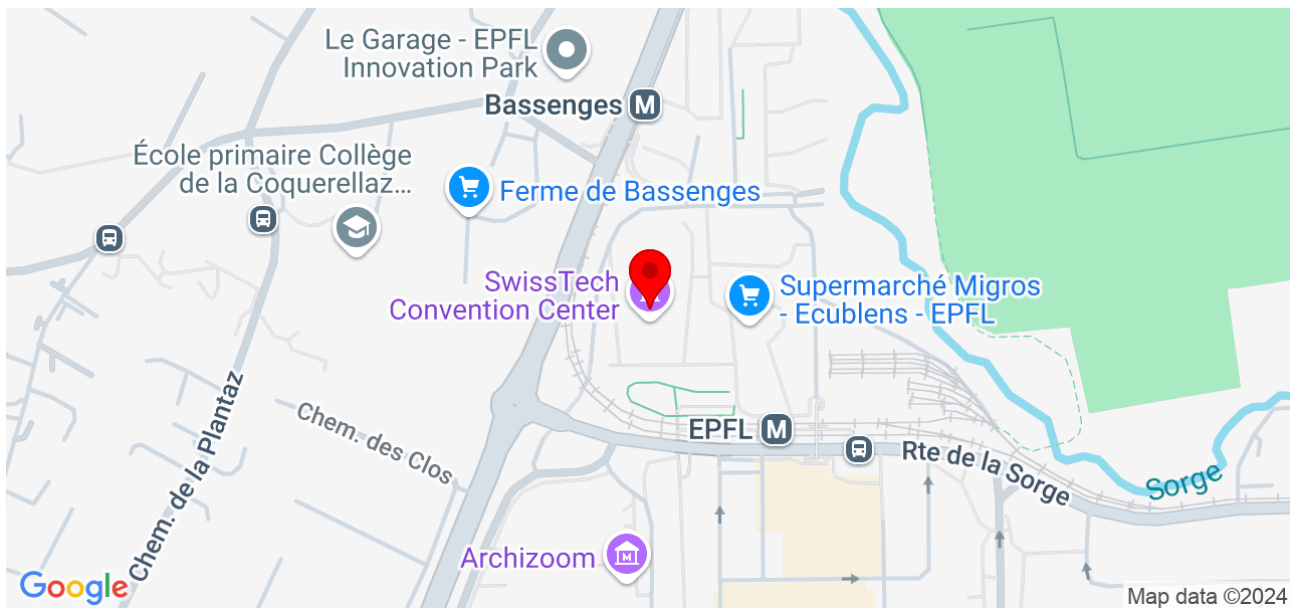 Le Garage - EPFL
Innovation Park
Bassenges M
École primaire Collège
de la Coquerellaz...
Ferme de Bassenges
SwissTech
Convention Center
Supermarché Migros
- Ecublens - EPFL
Chem. de la Plantaz
Chem. des Clos
EPFL M
Rte de la Sorge
Sorge
Archizoom M
Google
Map data ©2024